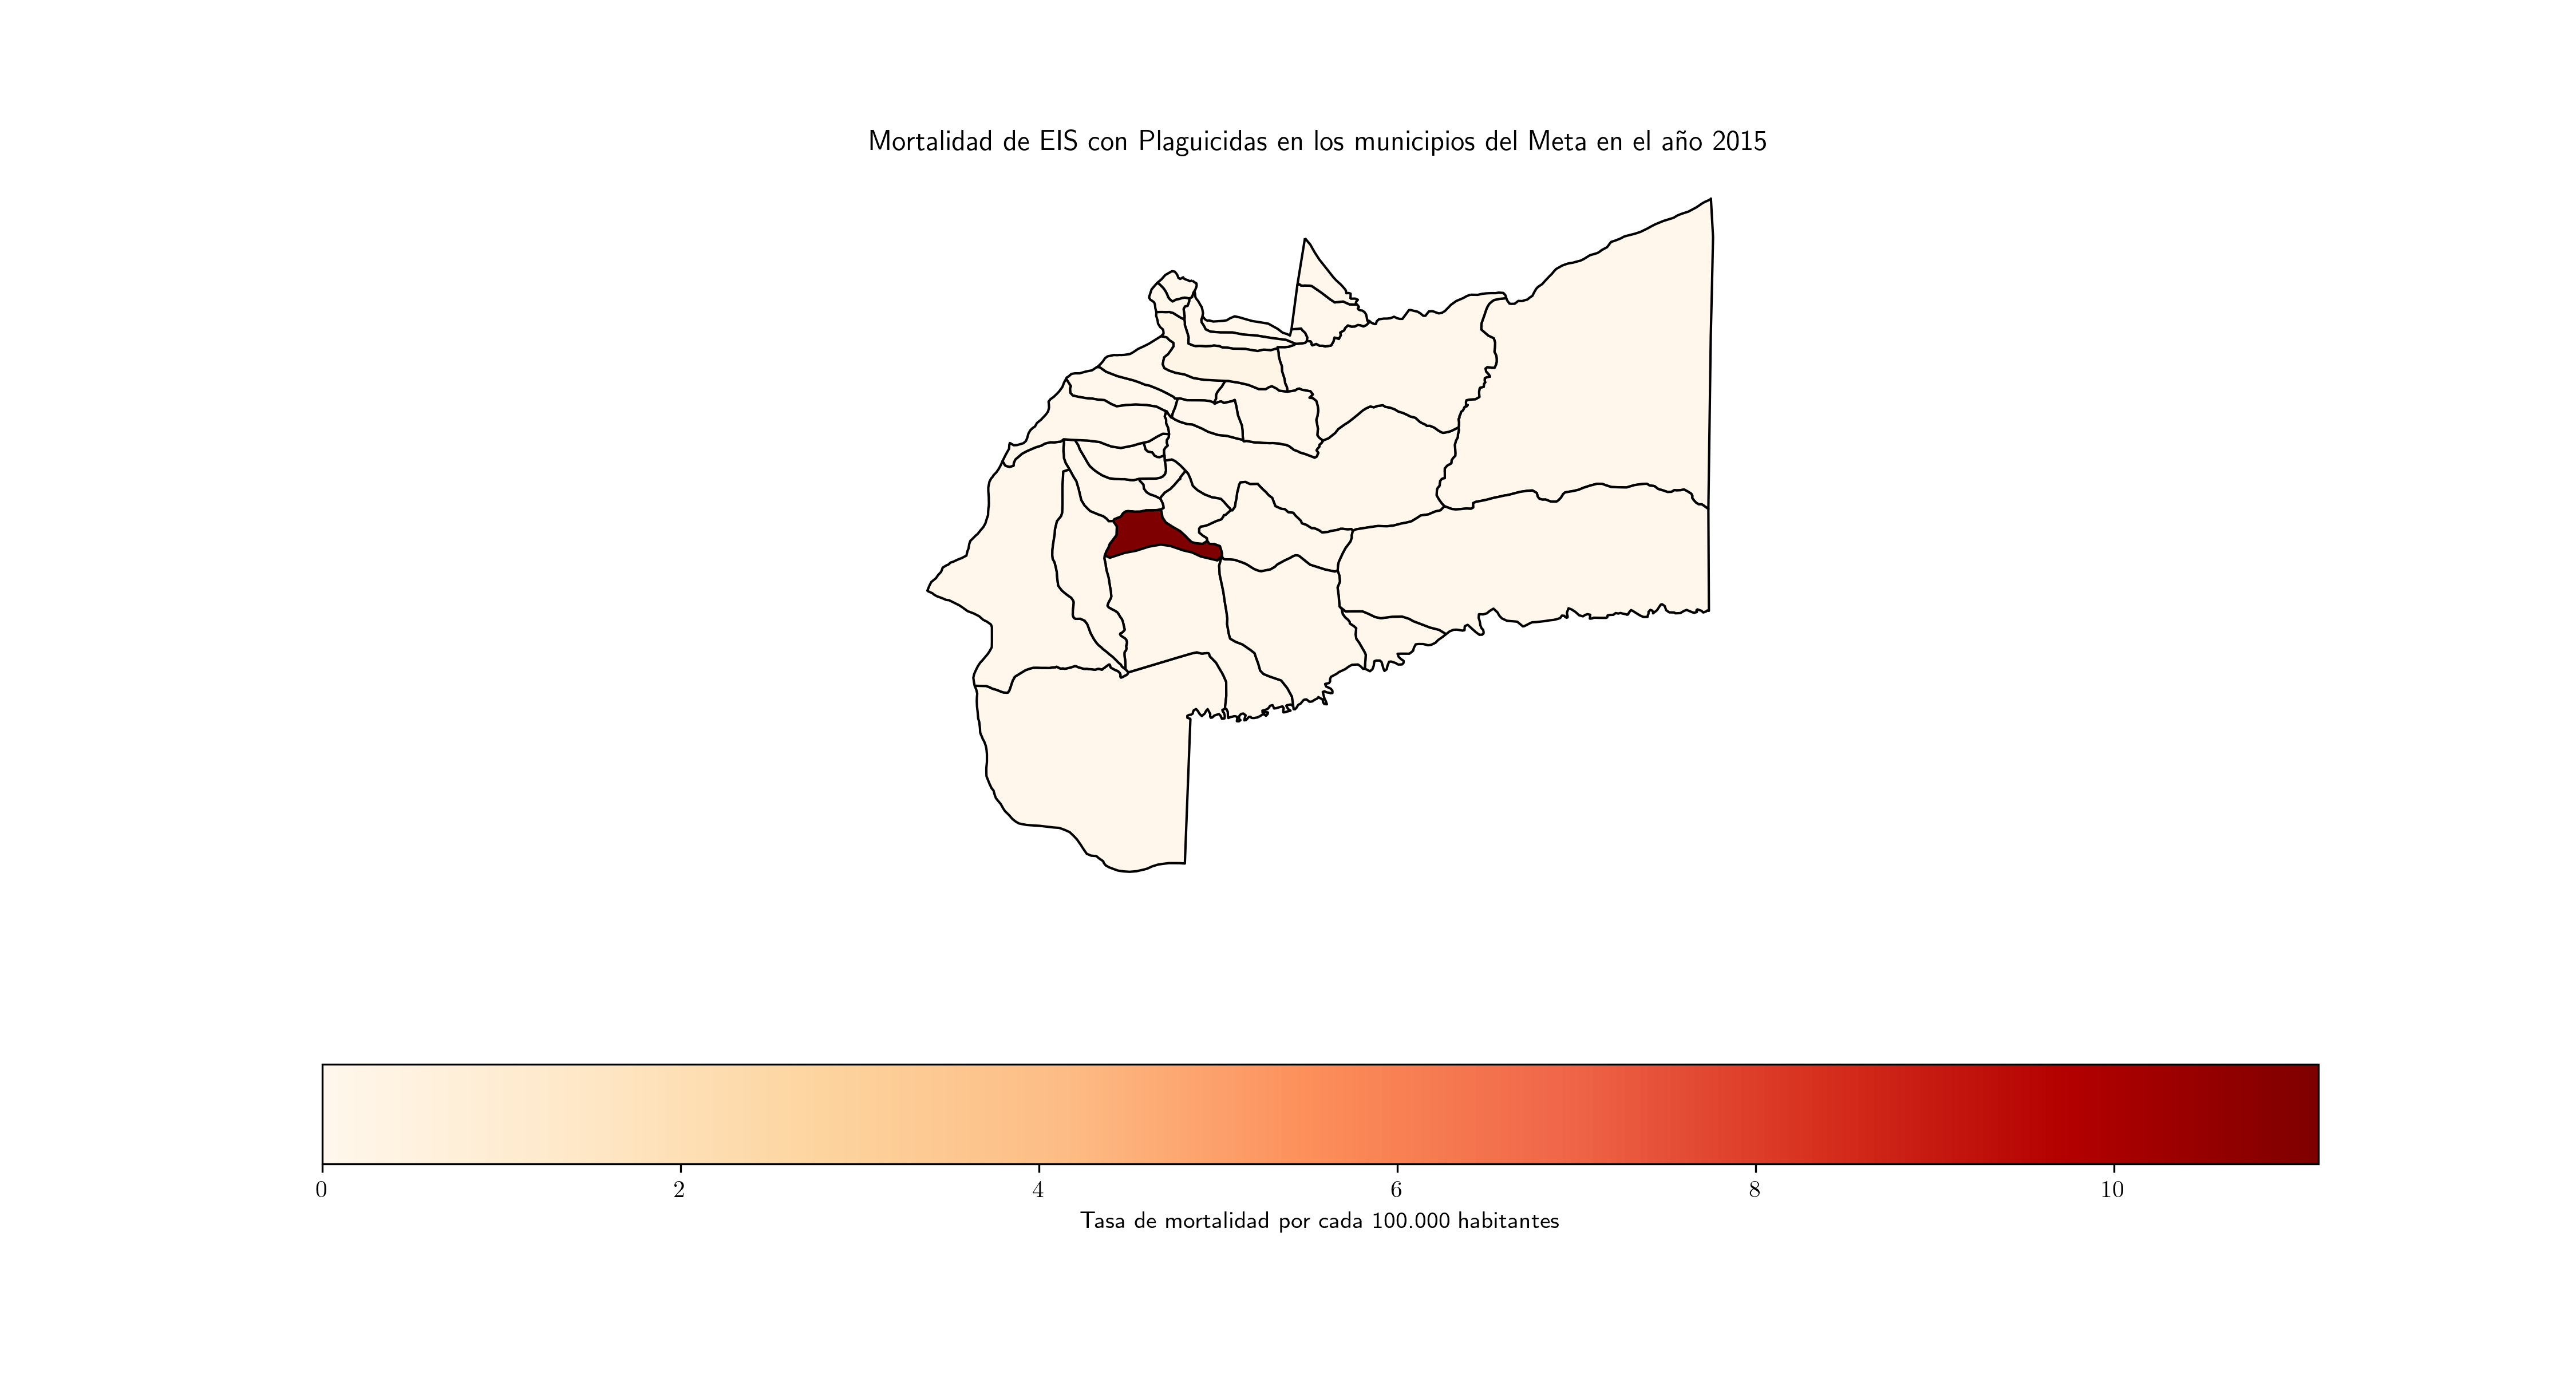 Mortalidad de EIS con Plaguicidas en los municipios del Meta en el año 2015
0 2 4 6 8 10
Tasa de mortalidad por cada 100.000 habitantes